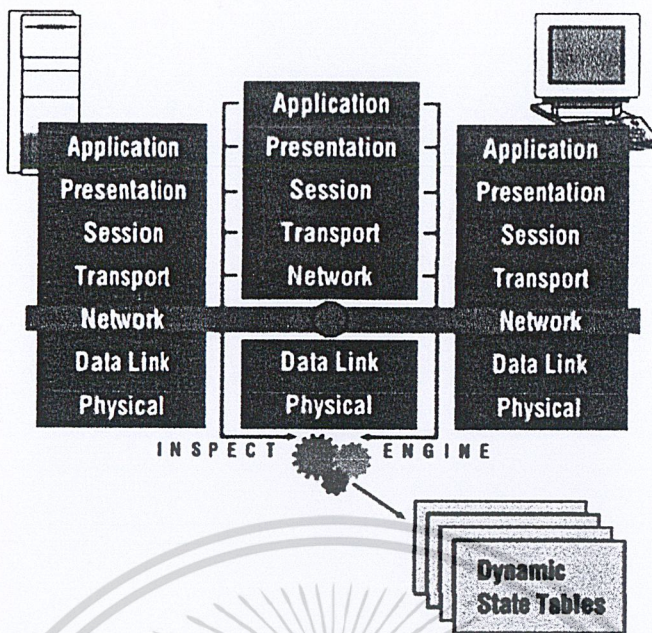 Application
Presentation
Session
Transport
Network
Data Link
Physical
Application
Presentation
Session
Transport
Network
Data Link
Physical
Application
Presentation
Session
Transport
Network
Data Link
Physical
INSPECT ENGINE
Dynamic
State Tables